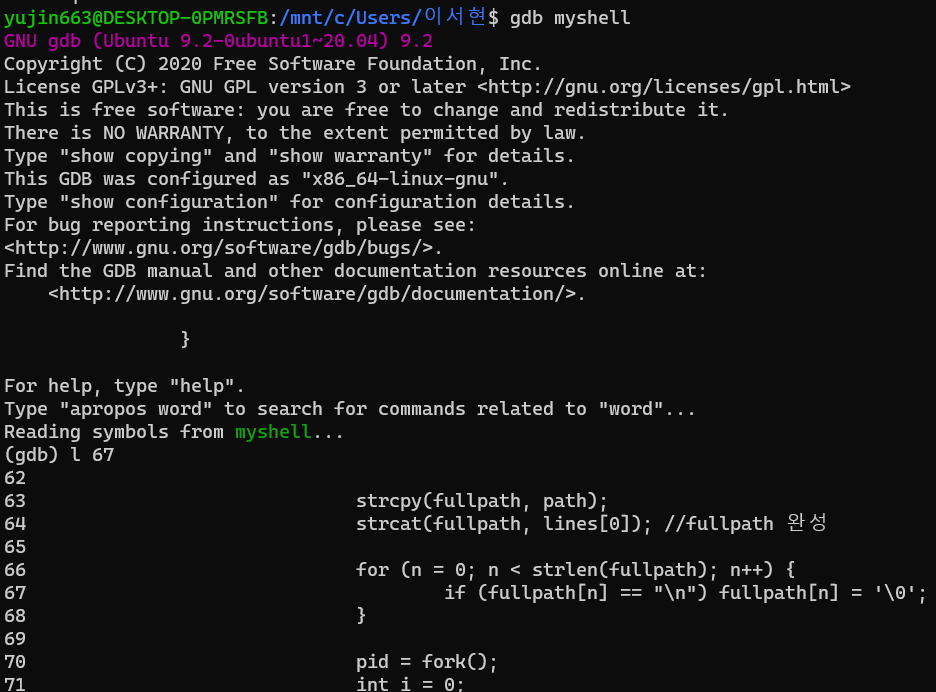 yujin663@DESKTOP-0PMRSFB:/mnt/c/Users/이서현$ gdb myshell
GNU gdb (Ubuntu 9.2-0ubuntu1~20.04) 9.2
Copyright (C) 2020 Free Software Foundation, Inc.
License GPLv3+: GNU GPL version 3 or later <http://gnu.org/licenses/gpl.html>
This is free software: you are free to change and redistribute it.
There is NO WARRANTY, to the extent permitted by law.
Type "show copying" and "show warranty" for details.
This GDB was configured as "x86_64-linux-gnu".
Type "show configuration" for configuration details.
For bug reporting instructions, please see:
<http://www.gnu.org/software/gdb/bugs/>.
Find the GDB manual and other documentation resources online at:
    <http://www.gnu.org/software/gdb/documentation/>.
                }
For help, type "help".
Type "apropos word" to search for commands related to "word"...
Reading symbols from myshell...
(gdb) l 67
62
63                              strcpy(fullpath, path);
64                              strcat(fullpath, lines[0]); //fullpath 완성
65
66                              for (n = 0; n < strlen(fullpath); n++) {
67                                      if (fullpath[n] == "\n") fullpath[n] = '\0';
68                              }
69
70                              pid = fork();
71                              int i = 0;